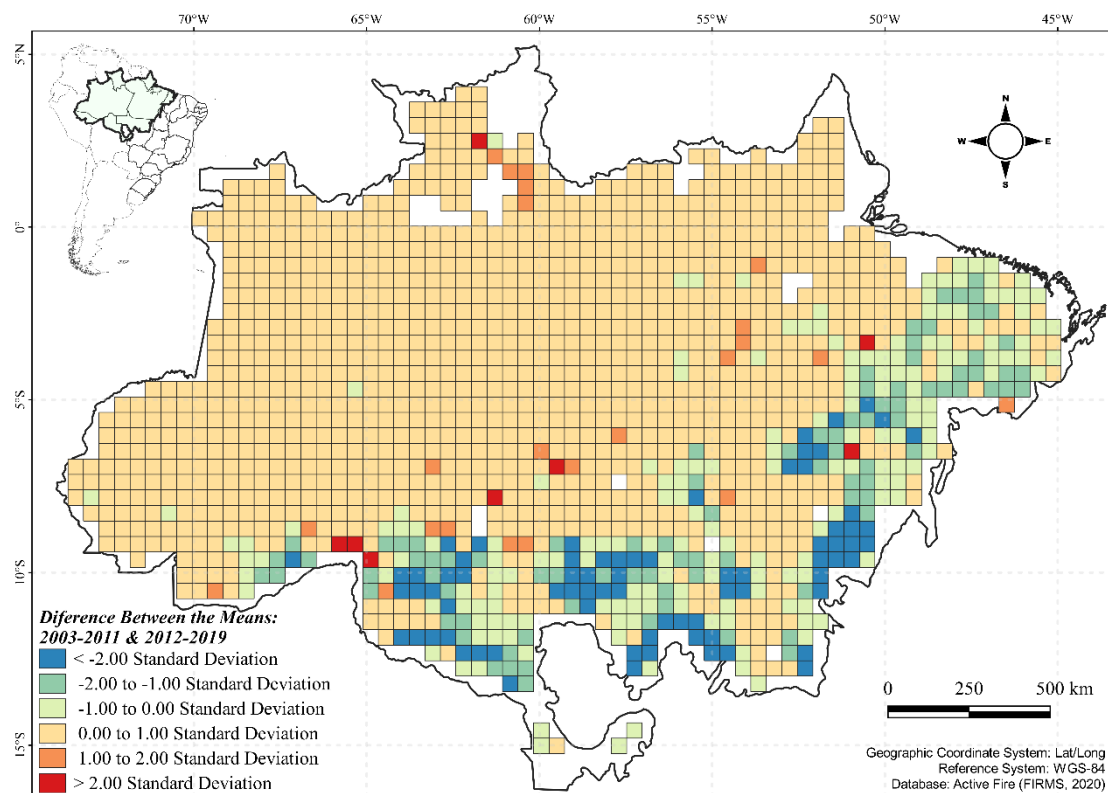 70°W 65°W 60°W 55°W 50°W 45°W
5°N
0°
5°S
10°S
15°S
N
W E
S
Diference Between the Means:
2003-2011 & 2012-2019
< -2.00 Standard Deviation
-2.00 to -1.00 Standard Deviation
-1.00 to 0.00 Standard Deviation
0.00 to 1.00 Standard Deviation
1.00 to 2.00 Standard Deviation
> 2.00 Standard Deviation
0 250 500 km
Geographic Coordinate System: Lat/Long
Reference System: WGS-84
Database: Active Fire (FIRMS, 2020)